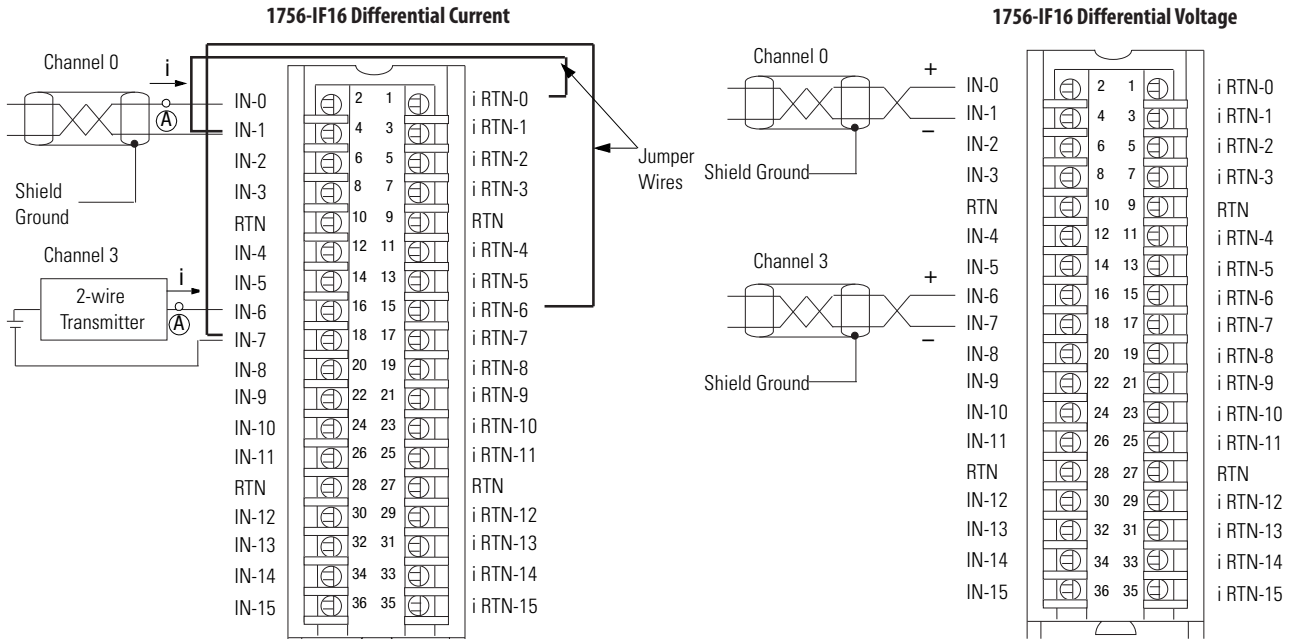 1756-IF16 Differential Current
Channel 0
i
A
Shield
Ground
Channel 3
i
2-wire
Transmitter
A
Jumper
Wires
IN-0 2 1 i RTN-0
IN-1 4 3 i RTN-1
IN-2 6 5 i RTN-2
IN-3 8 7 i RTN-3
RTN 10 9 RTN
IN-4 12 11 i RTN-4
IN-5 14 13 i RTN-5
IN-6 16 15 i RTN-6
IN-7 18 17 i RTN-7
IN-8 20 19 i RTN-8
IN-9 22 21 i RTN-9
IN-10 24 23 i RTN-10
IN-11 26 25 i RTN-11
RTN 28 27 RTN
IN-12 30 29 i RTN-12
IN-13 32 31 i RTN-13
IN-14 34 33 i RTN-14
IN-15 36 35 i RTN-15
1756-IF16 Differential Voltage
Channel 0
+
–
Shield Ground
Channel 3
+
–
Shield Ground
IN-0 2 1 i RTN-0
IN-1 4 3 i RTN-1
IN-2 6 5 i RTN-2
IN-3 8 7 i RTN-3
RTN 10 9 RTN
IN-4 12 11 i RTN-4
IN-5 14 13 i RTN-5
IN-6 16 15 i RTN-6
IN-7 18 17 i RTN-7
IN-8 20 19 i RTN-8
IN-9 22 21 i RTN-9
IN-10 24 23 i RTN-10
IN-11 26 25 i RTN-11
RTN 28 27 RTN
IN-12 30 29 i RTN-12
IN-13 32 31 i RTN-13
IN-14 34 33 i RTN-14
IN-15 36 35 i RTN-15